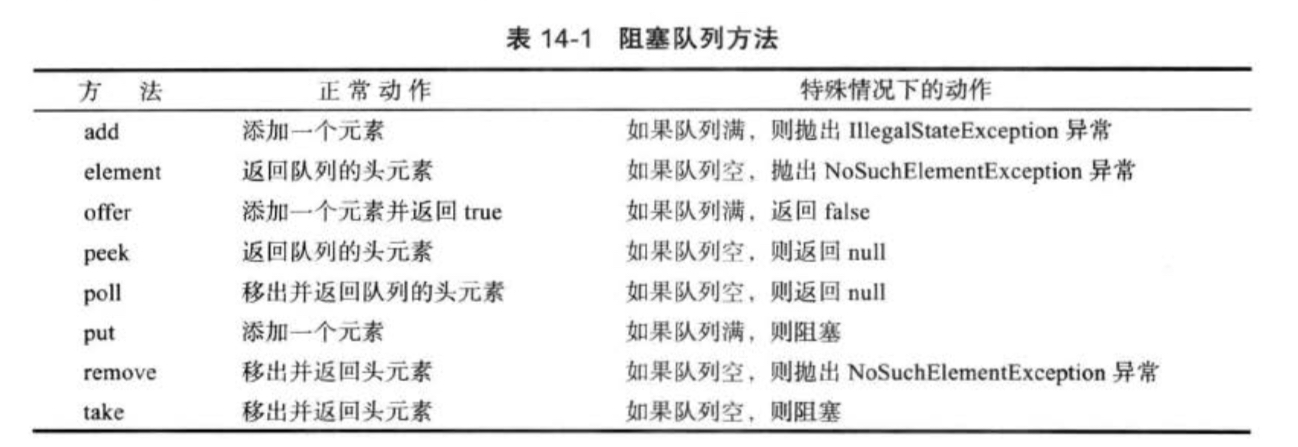 表 14-1 阻塞队列方法
方 法 正常动作 特殊情况下的动作
add 添加一个元素 如果队列满，则抛出 IllegalStateException 异常
element 返回队列的头元素 如果队列空，抛出 NoSuchElementException 异常
offer 添加一个元素并返回 true 如果队列满，返回 false
peek 返回队列的头元素 如果队列空，则返回 null
poll 移出并返回队列的头元素 如果队列空，则返回 null
put 添加一个元素 如果队列满，则阻塞
remove 移出并返回头元素 如果队列空，则抛出 NoSuchElementException 异常
take 移出并返回头元素 如果队列空，则阻塞